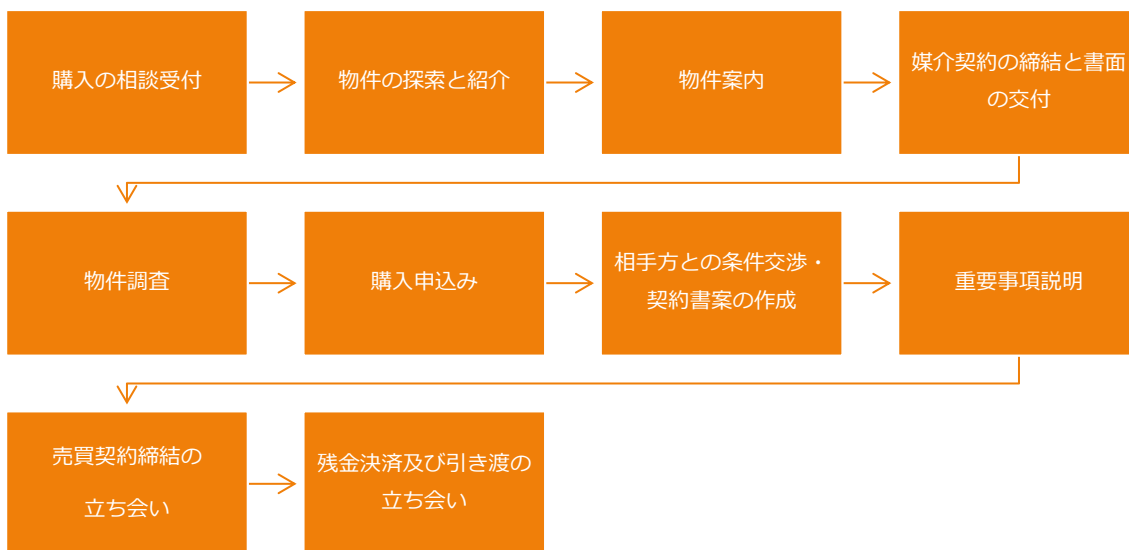 購入の相談受付
物件の探索と紹介
物件案内
媒介契約の締結と書面
の交付
物件調査
購入申込み
相手方との条件交渉・
契約書案の作成
重要事項説明
売買契約締結の
立ち会い
残金決済及び引き渡の
立ち会い